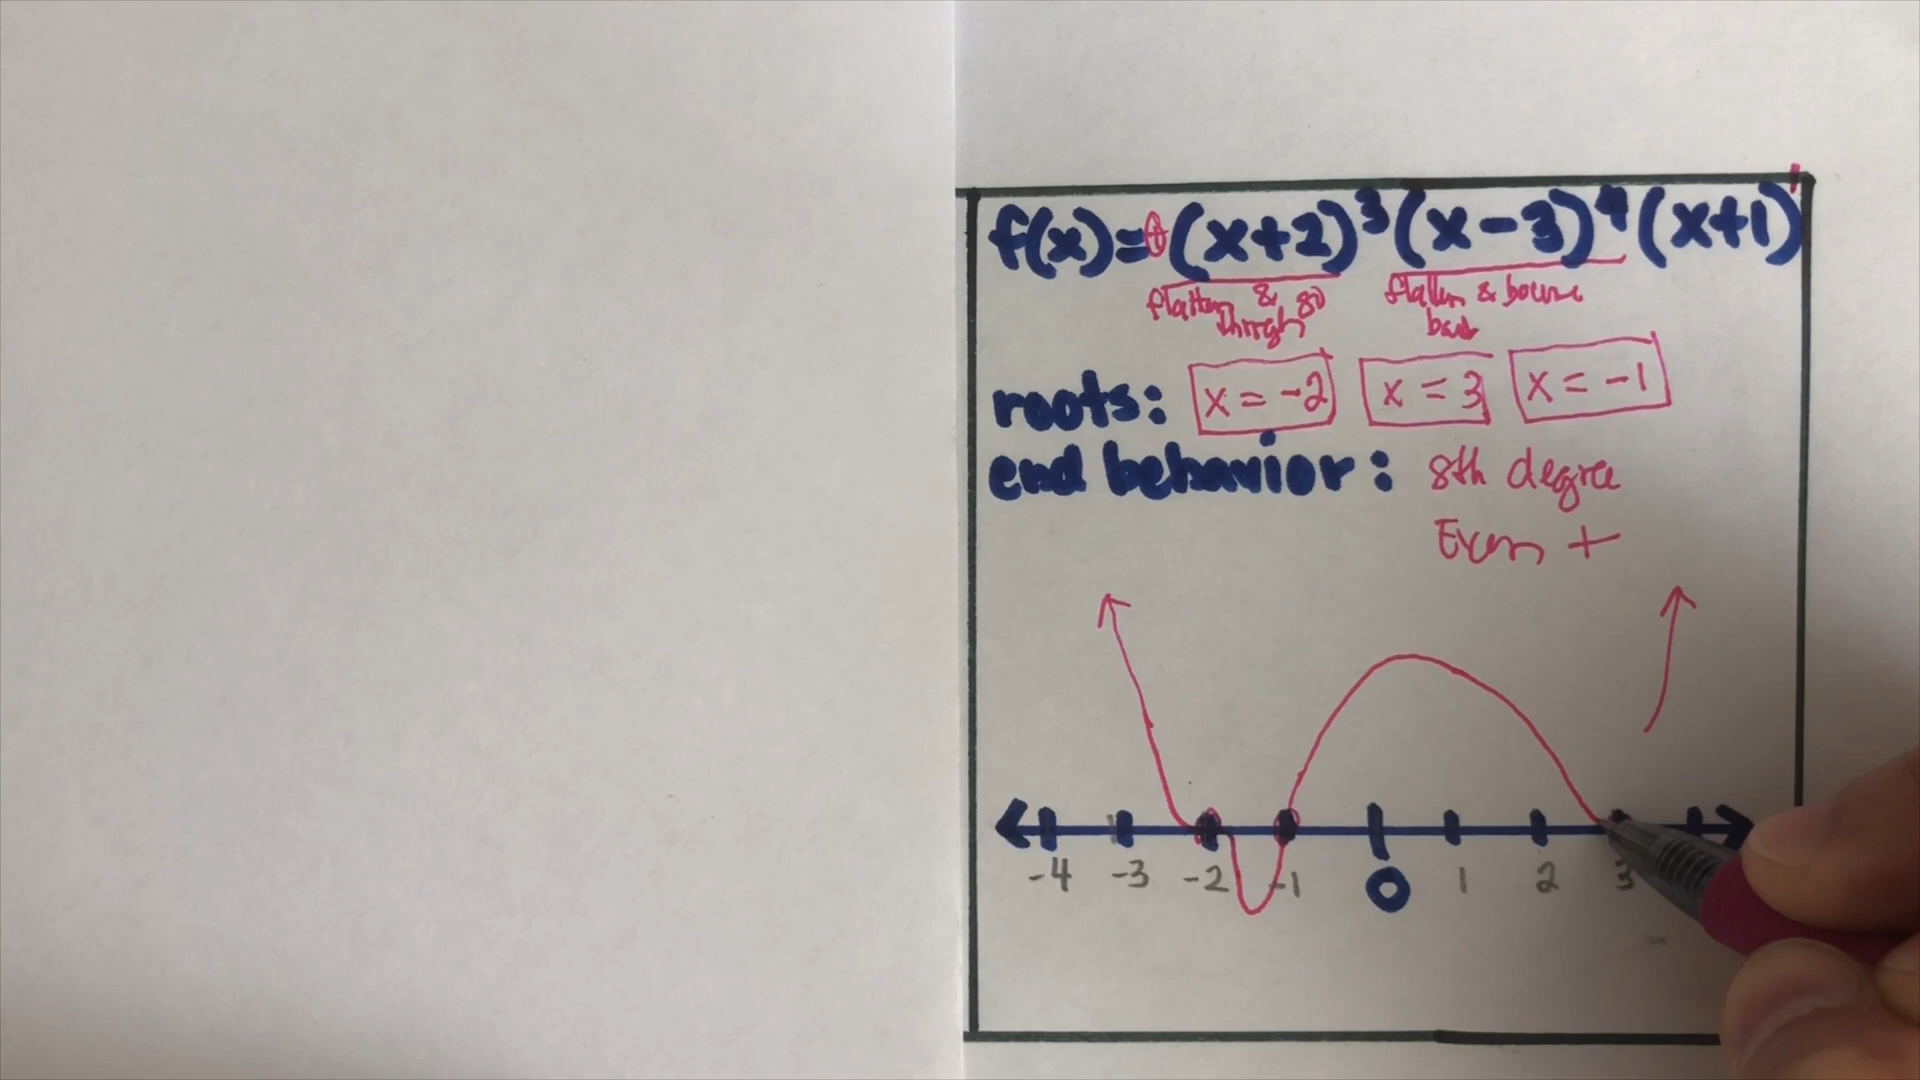 f(x)=+(x+2)³(x-3)⁴(x+1)¹
flatten & go through
flatten & bounce back
roots: x = -2 x = 3 x = -1
end behavior: 8th degree
Even +
-4 -3 -2 -1 0 1 2 3